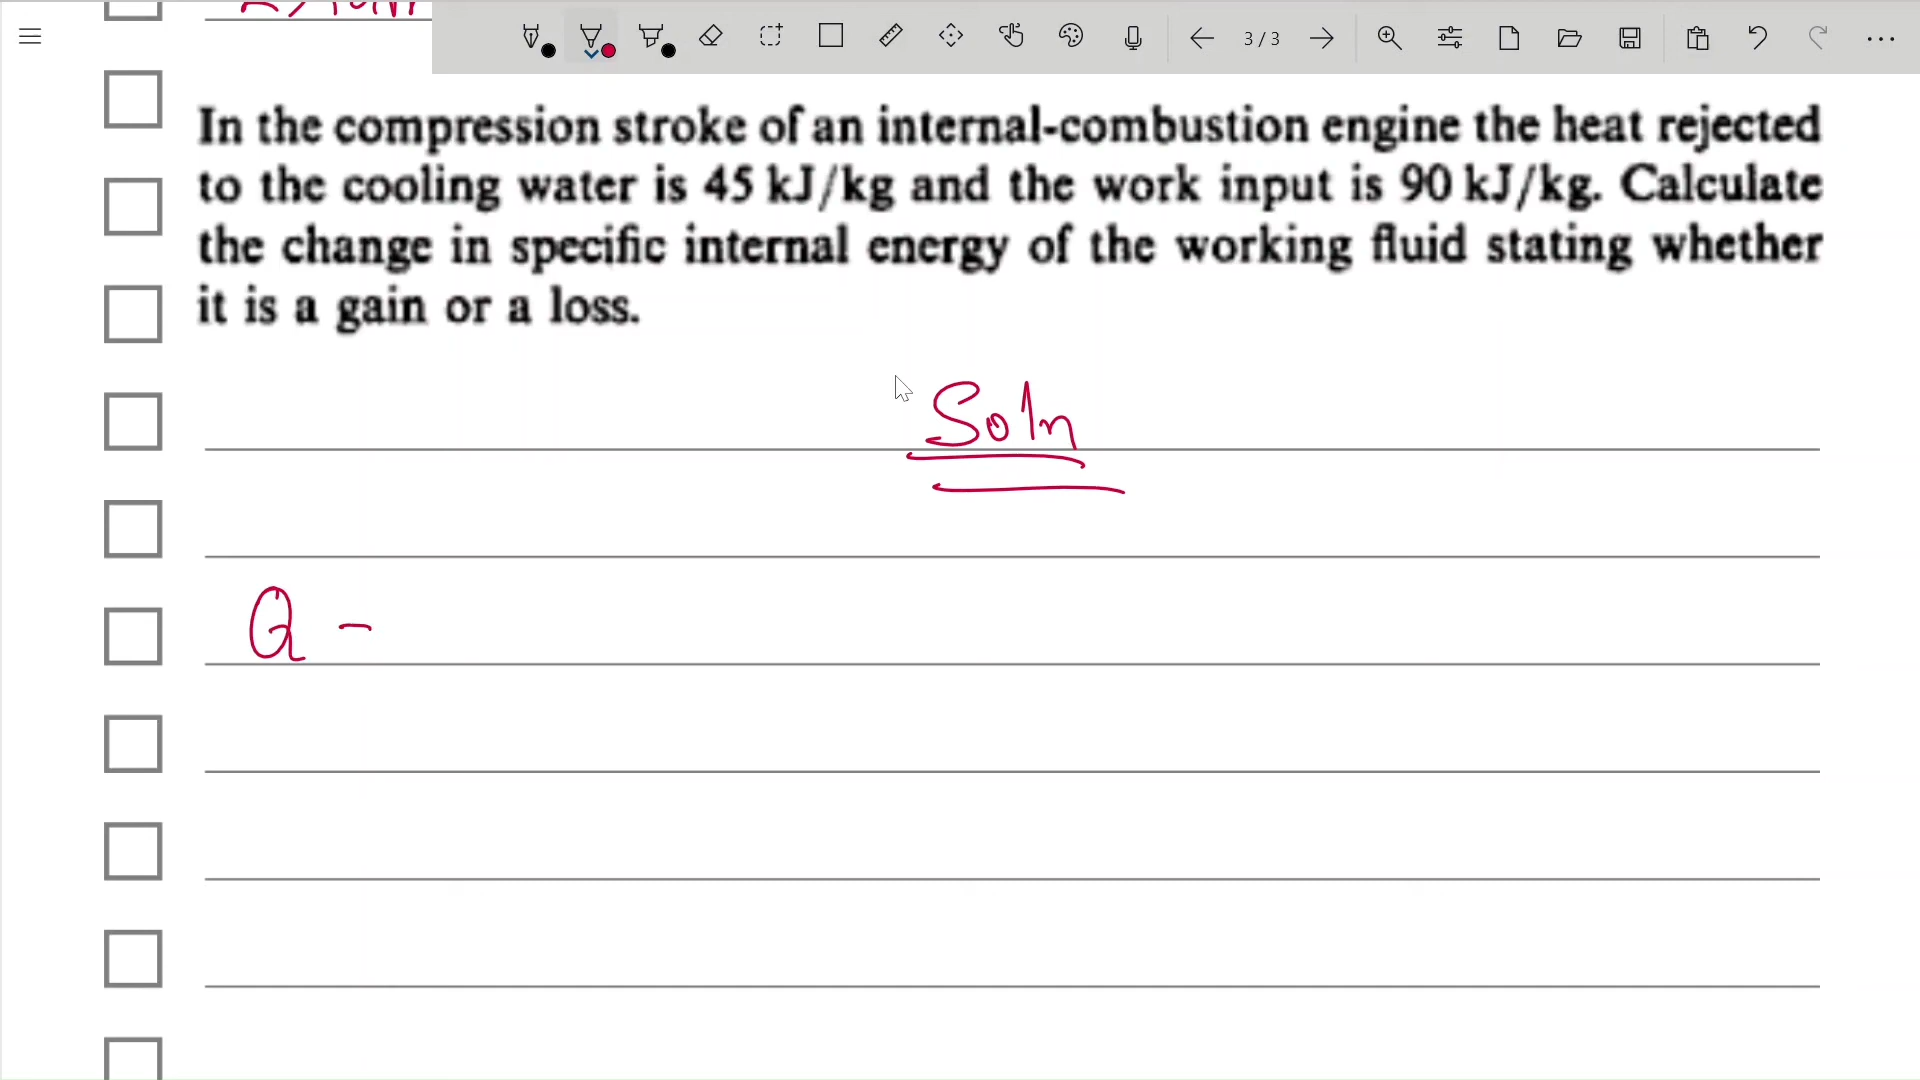 3 / 3
In the compression stroke of an internal-combustion engine the heat rejected
to the cooling water is 45 kJ/kg and the work input is 90 kJ/kg. Calculate
the change in specific internal energy of the working fluid stating whether
it is a gain or a loss.
Soln
Q -